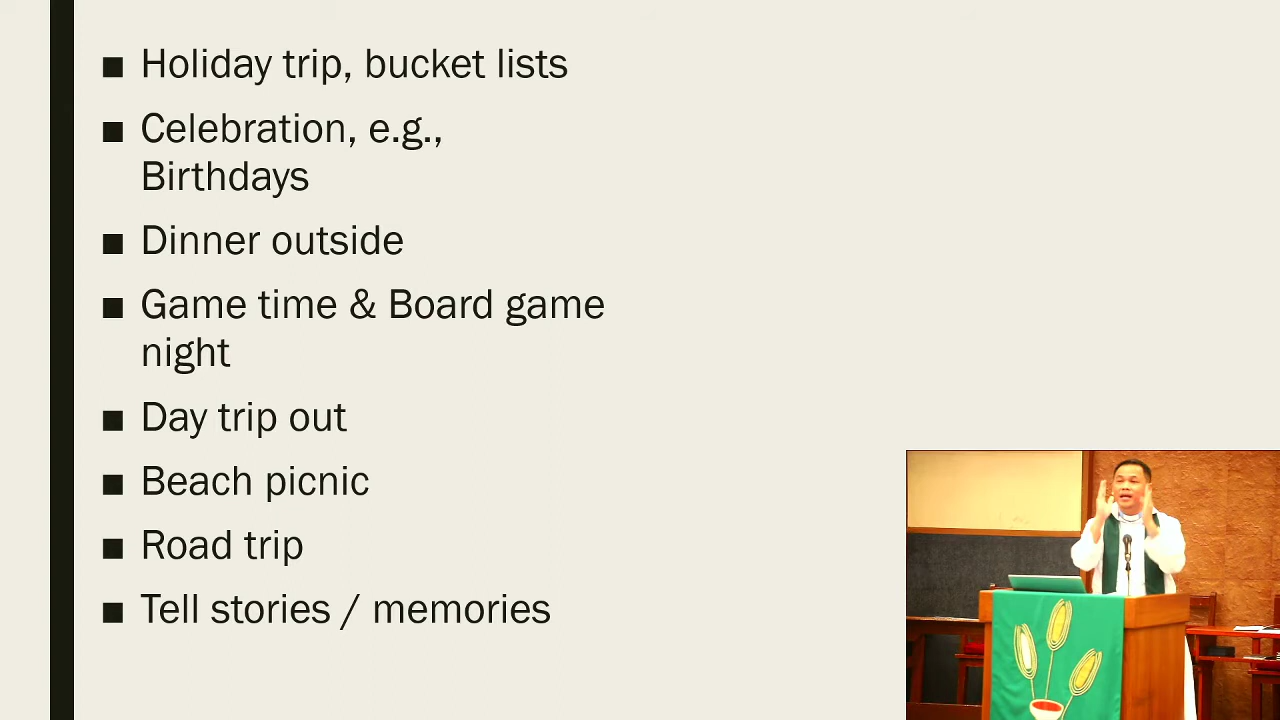 ■ Holiday trip, bucket lists
■ Celebration, e.g.,
Birthdays
■ Dinner outside
■ Game time & Board game
night
■ Day trip out
■ Beach picnic
■ Road trip
■ Tell stories / memories